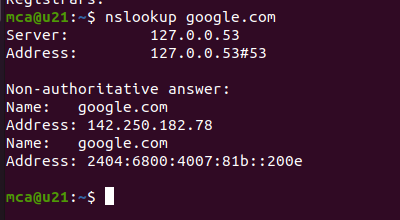 Registrars.
mca@u21:~$ nslookup google.com
Server:         127.0.0.53
Address:        127.0.0.53#53

Non-authoritative answer:
Name:   google.com
Address: 142.250.182.78
Name:   google.com
Address: 2404:6800:4007:81b::200e

mca@u21:~$